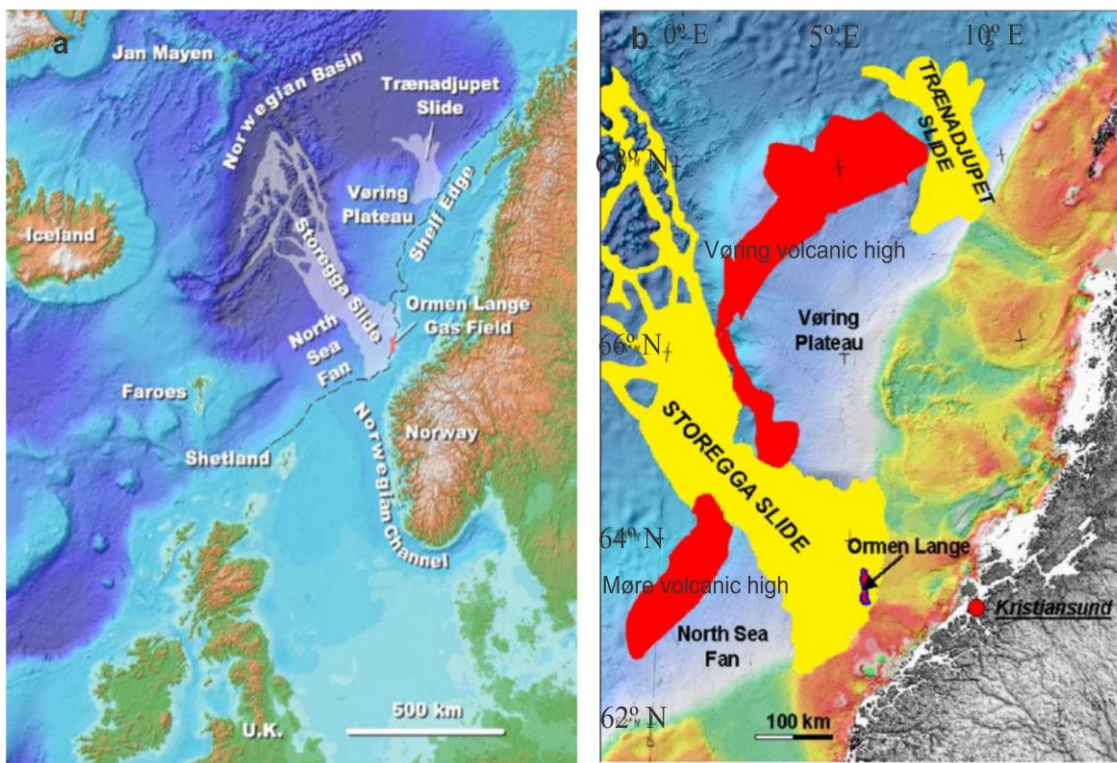 a
Jan Mayen
Norwegian Basin
Trænadjupet
Slide
Vøring
Plateau
Shelf Edge
Iceland
Storegga Slide
Ormen Lange
Gas Field
North
Sea
Fan
Faroes
Norway
Shetland
Norwegian Channel
500 km
U.K.
b
0º E
5º E
10º E
TRÆNADJUPET
SLIDE
68º N
Vøring volcanic high
Vøring
Plateau
66º N
STOREGGA SLIDE
64º N
Ormen Lange
Møre volcanic high
Kristiansund
North Sea
Fan
62º N
100 km